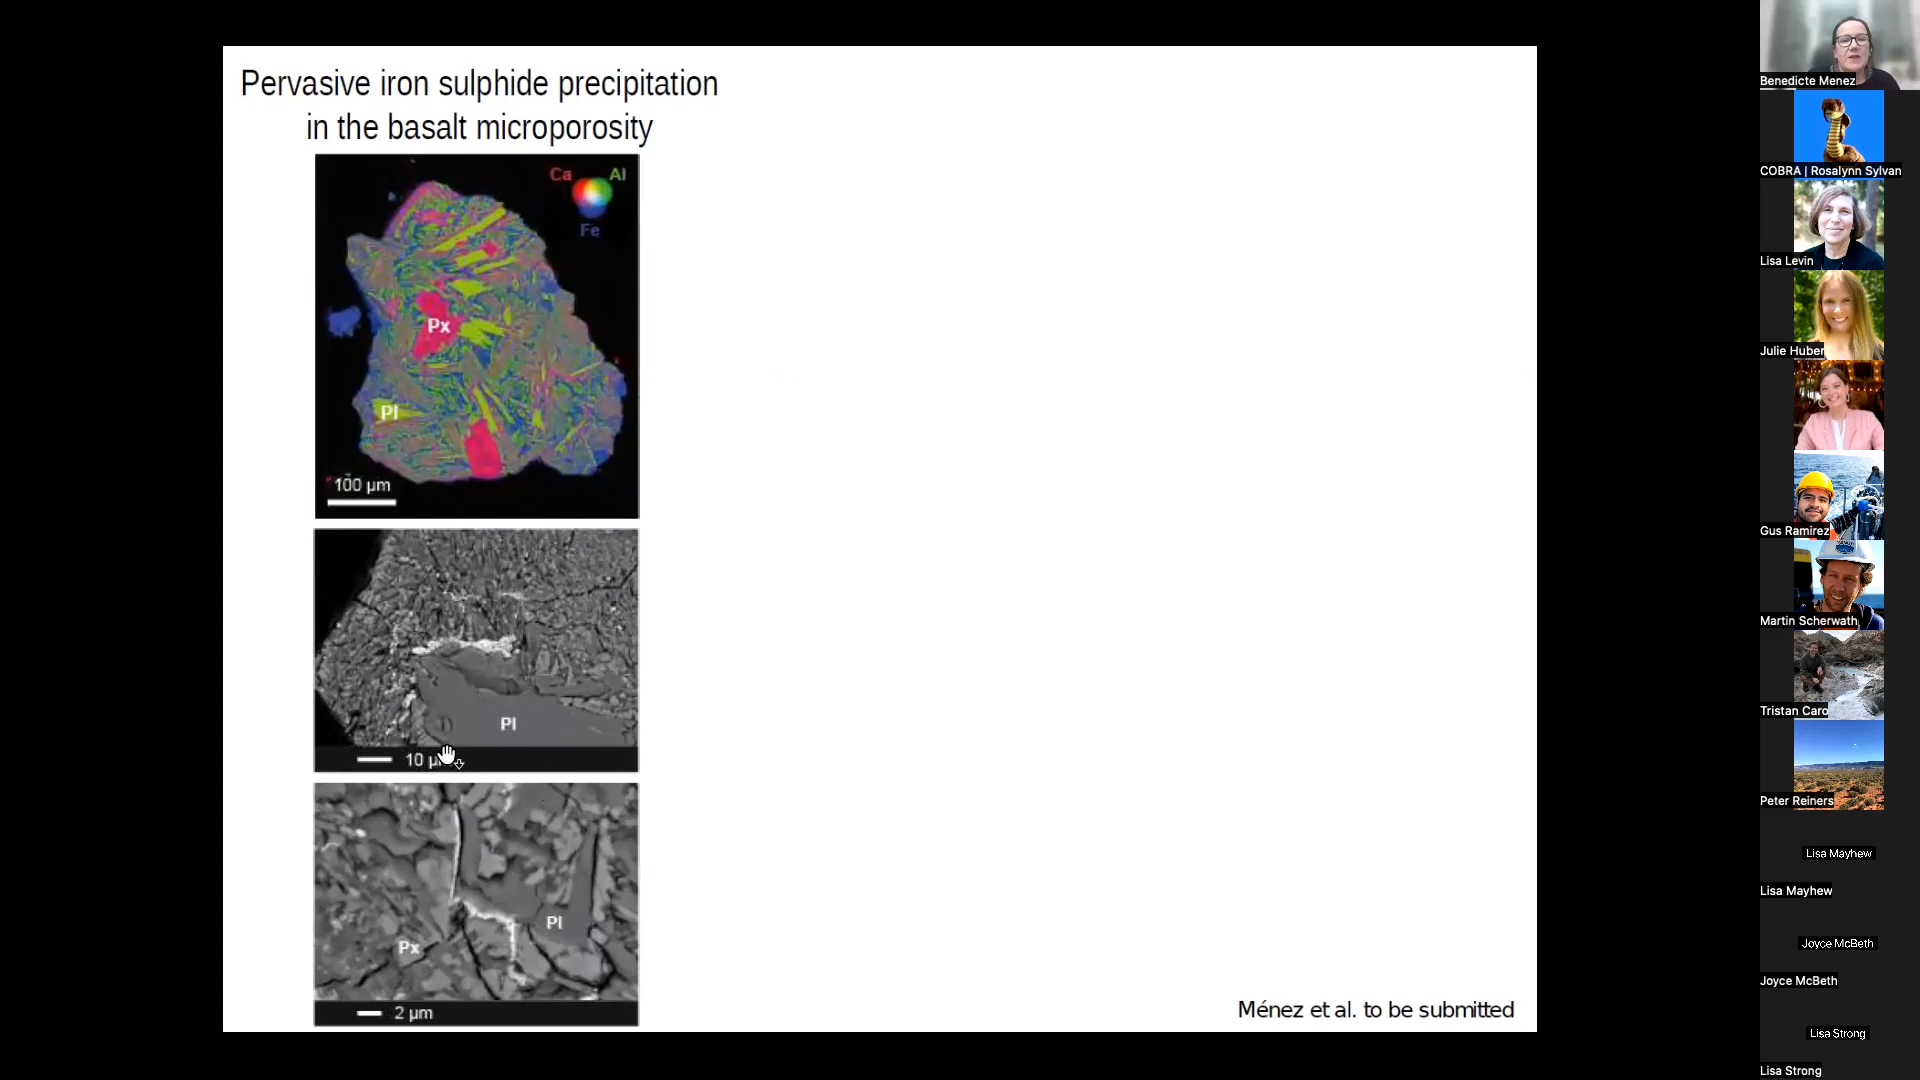 Pervasive iron sulphide precipitation
in the basalt microporosity
Ca
Al
Fe
Px
Pl
100 µm
Pl
10 µ
Pl
Px
2 µm
Ménez et al. to be submitted
Benedicte Menez
COBRA | Rosalynn Sylvan
Lisa Levin
Julie Huber
Gus Ramirez
Martin Scherwath
Tristan Caro
Peter Reiners
Lisa Mayhew
Lisa Mayhew
Joyce McBeth
Joyce McBeth
Lisa Strong
Lisa Strong